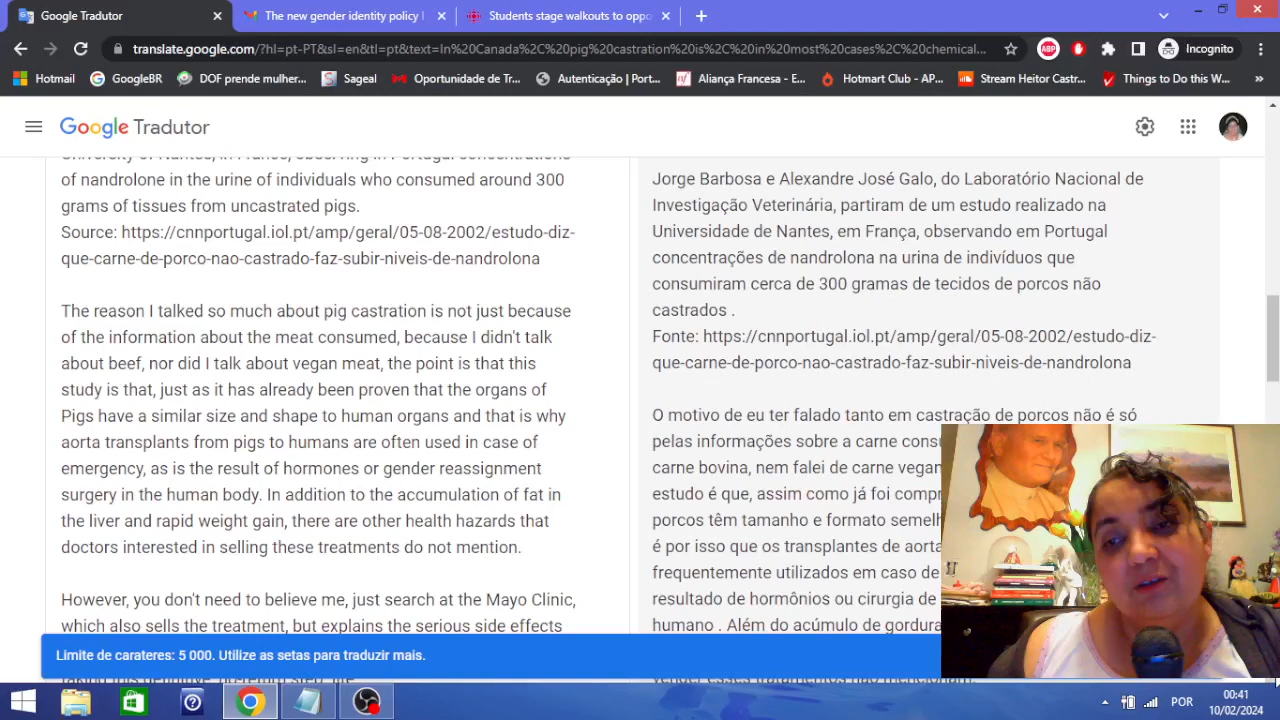 Google Tradutor
The new gender identity policy
Students stage walkouts to oppo
translate.google.com/?hl=pt-PT&sl=en&tl=pt&text=In%20Canada%2C%20pig%20castration%20is%2C%20in%20most%20cases%2C%20chemical...
ABP
Incognito
Hotmail
GoogleBR
DOF prende mulher...
Sageal
Oportunidade de Tr...
Autenticação | Port...
Aliança Francesa - E...
Hotmart Club - AP...
Stream Heitor Castr...
Things to Do this W...
»
Google Tradutor
University of Nantes, in France, observing in Portugal concentrations
of nandrolone in the urine of individuals who consumed around 300
grams of tissues from uncastrated pigs.
Source: https://cnnportugal.iol.pt/amp/geral/05-08-2002/estudo-diz-
que-carne-de-porco-nao-castrado-faz-subir-niveis-de-nandrolona
The reason I talked so much about pig castration is not just because
of the information about the meat consumed, because I didn't talk
about beef, nor did I talk about vegan meat, the point is that this
study is that, just as it has already been proven that the organs of
Pigs have a similar size and shape to human organs and that is why
aorta transplants from pigs to humans are often used in case of
emergency, as is the result of hormones or gender reassignment
surgery in the human body. In addition to the accumulation of fat in
the liver and rapid weight gain, there are other health hazards that
doctors interested in selling these treatments do not mention.
However, you don't need to believe me, just search at the Mayo Clinic,
which also sells the treatment, but explains the serious side effects
Jorge Barbosa e Alexandre José Galo, do Laboratório Nacional de
Investigação Veterinária, partiram de um estudo realizado na
Universidade de Nantes, em França, observando em Portugal
concentrações de nandrolona na urina de indivíduos que
consumiram cerca de 300 gramas de tecidos de porcos não
castrados .
Fonte: https://cnnportugal.iol.pt/amp/geral/05-08-2002/estudo-diz-
que-carne-de-porco-nao-castrado-faz-subir-niveis-de-nandrolona
O motivo de eu ter falado tanto em castração de porcos não é só
pelas informações sobre a carne cons
carne bovina, nem falei de carne vegan
estudo é que, assim como já foi compr
porcos têm tamanho e formato semelh
é por isso que os transplantes de aorta
frequentemente utilizados em caso de
resultado de hormônios ou cirurgia de
humano . Além do acúmulo de gordura
Limite de carateres: 5 000. Utilize as setas para traduzir mais.
POR
00:41
10/02/2024